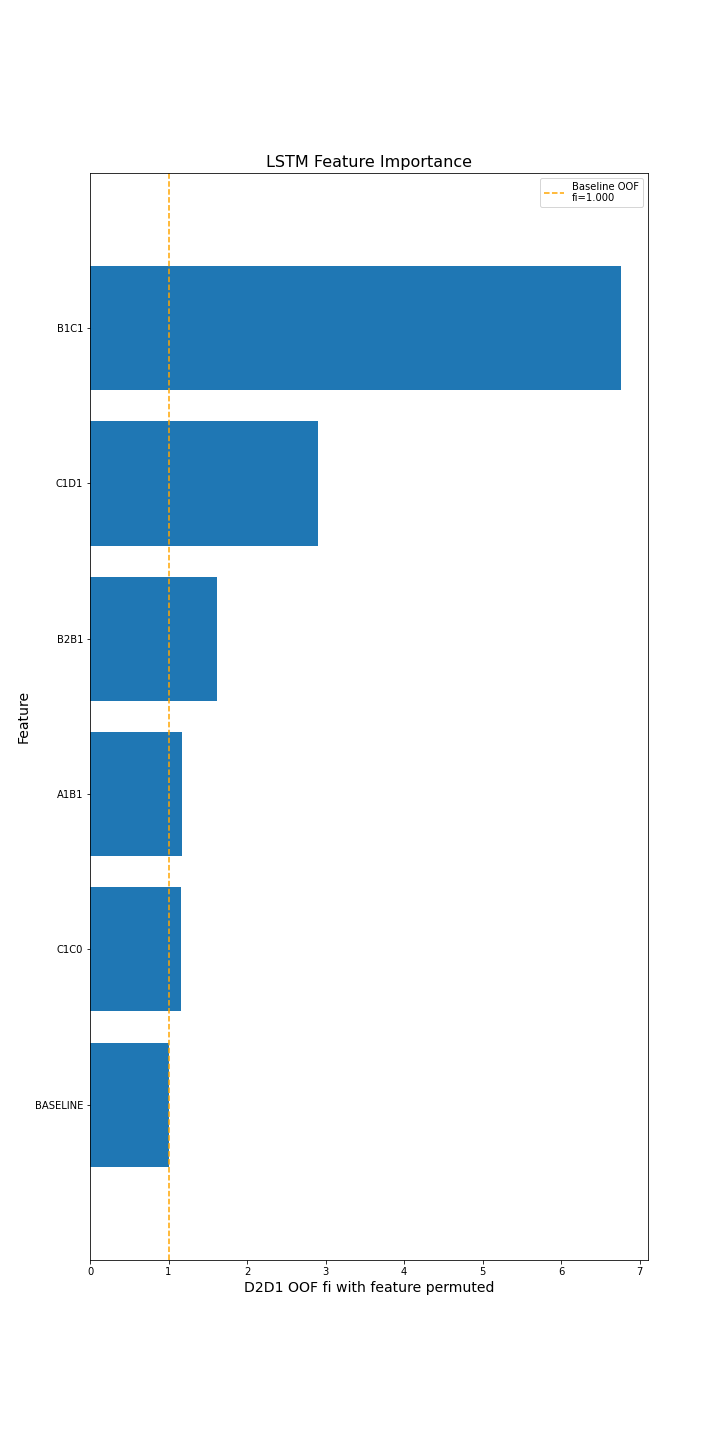 LSTM Feature Importance
Baseline OOF
fi=1.000
B1C1
C1D1
B2B1
A1B1
C1C0
BASELINE
Feature
0 1 2 3 4 5 6 7
D2D1 OOF fi with feature permuted